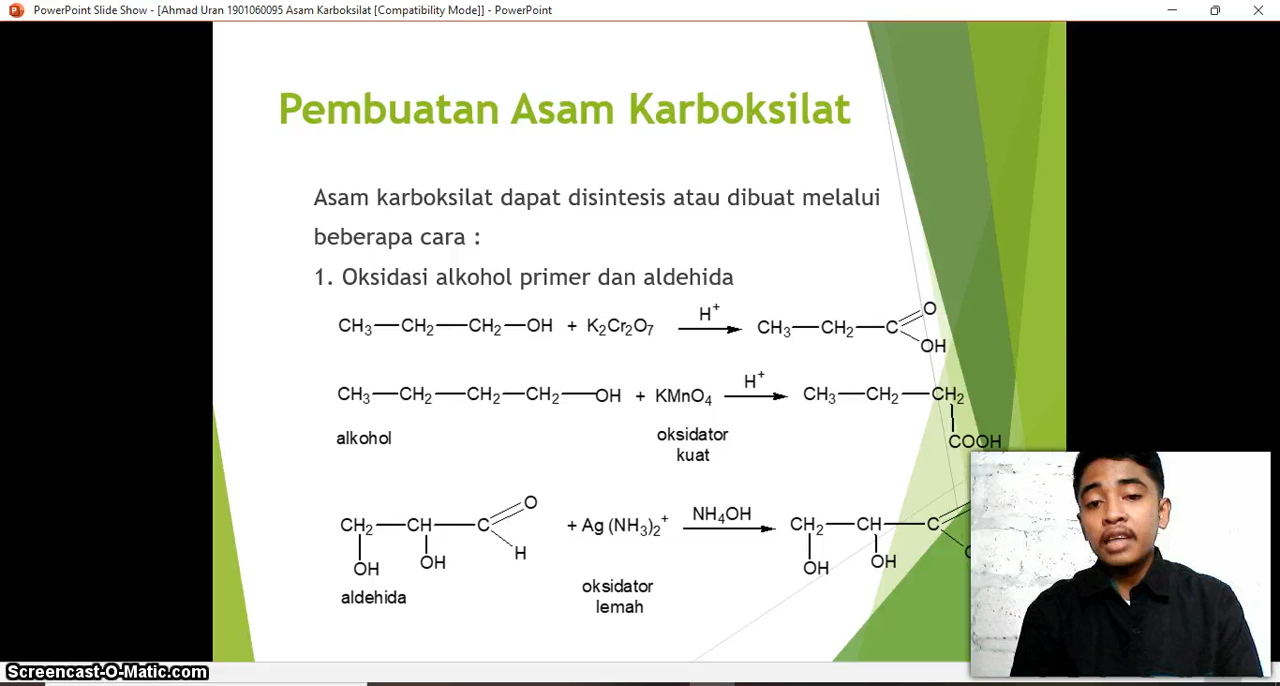 PowerPoint Slide Show - [Ahmad Uran 1901060095 Asam Karboksilat [Compatibility Mode]] - PowerPoint
Pembuatan Asam Karboksilat
Asam karboksilat dapat disintesis atau dibuat melalui
beberapa cara :
1. Oksidasi alkohol primer dan aldehida
CH₃—CH₂—CH₂—OH + K₂Cr₂O₇ H⁺ CH₃—CH₂—C O OH
CH₃—CH₂—CH₂—CH₂—OH + KMnO₄ H⁺ CH₃—CH₂—CH₂
COOH
alkohol oksidator
kuat
CH₂—CH—C O H + Ag (NH₃)₂⁺ NH₄OH CH₂—CH—C
OH OH OH OH
aldehida oksidator
lemah
Screencast-O-Matic.com